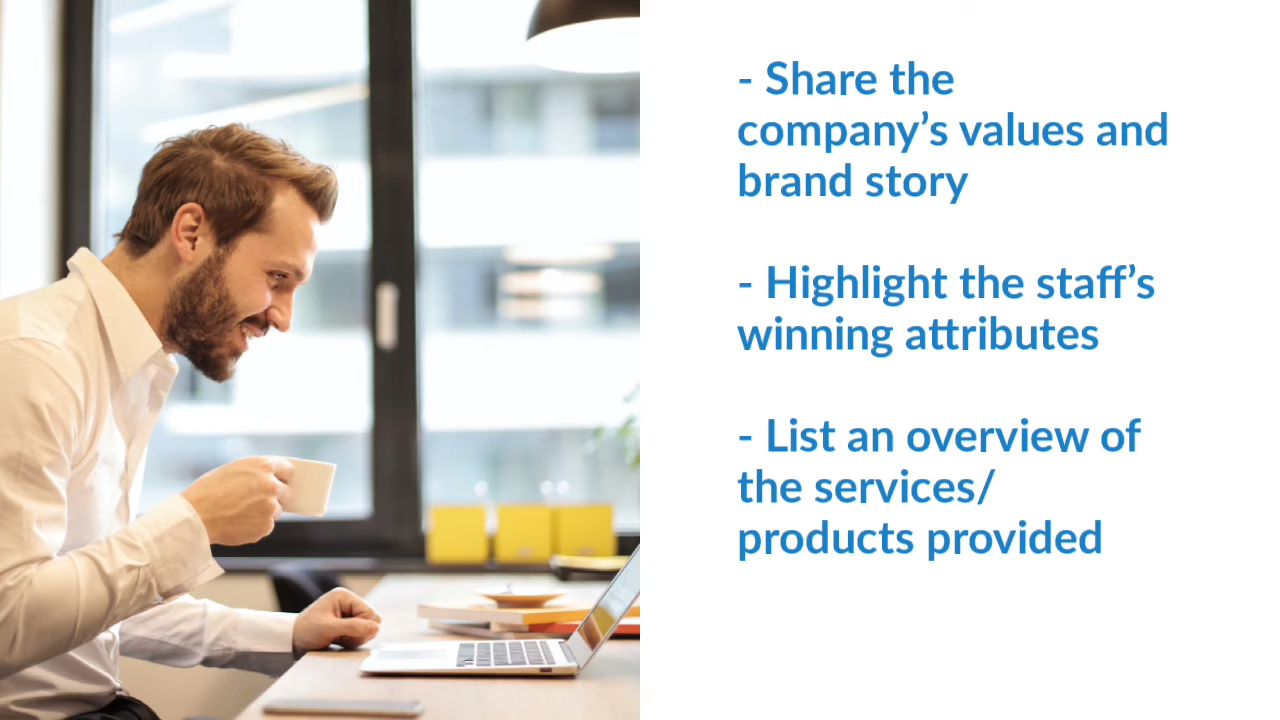 - Share the
company’s values and
brand story
- Highlight the staff’s
winning attributes
- List an overview of
the services/
products provided